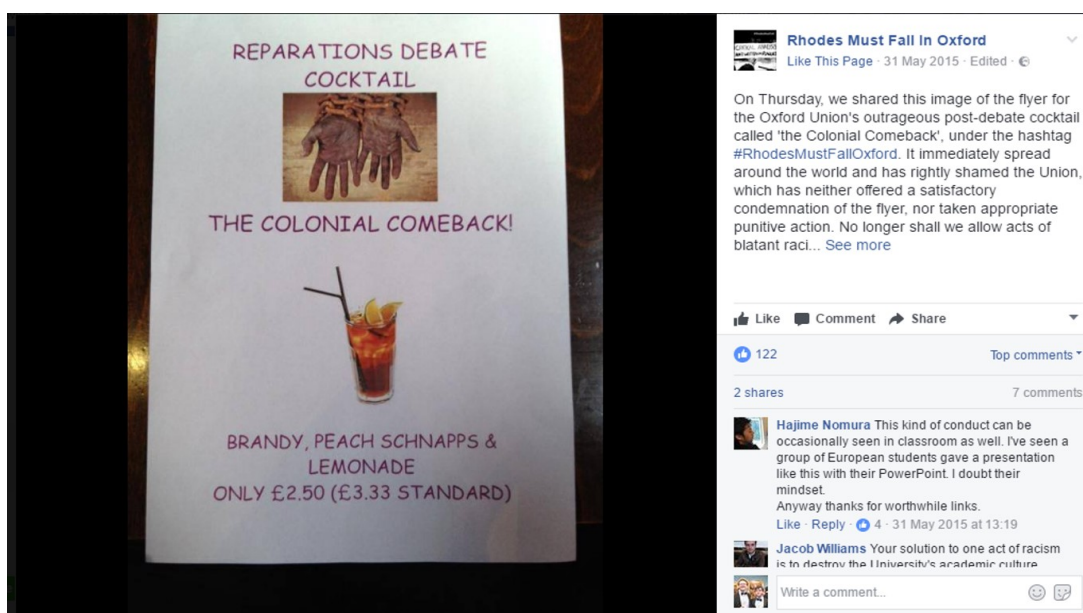 REPARATIONS DEBATE
COCKTAIL
THE COLONIAL COMEBACK!
BRANDY, PEACH SCHNAPPS &
LEMONADE
ONLY £2.50 (£3.33 STANDARD)
Rhodes Must Fall In Oxford
Like This Page · 31 May 2015 · Edited ·
On Thursday, we shared this image of the flyer for
the Oxford Union's outrageous post-debate cocktail
called 'the Colonial Comeback', under the hashtag
#RhodesMustFallOxford. It immediately spread
around the world and has rightly shamed the Union,
which has neither offered a satisfactory
condemnation of the flyer, nor taken appropriate
punitive action. No longer shall we allow acts of
blatant raci... See more
Like Comment Share
122 Top comments
2 shares 7 comments
Hajime Nomura This kind of conduct can be
occasionally seen in classroom as well. I've seen a
group of European students gave a presentation
like this with their PowerPoint. I doubt their
mindset.
Anyway thanks for worthwhile links.
Like · Reply · 4 · 31 May 2015 at 13:19
Jacob Williams Your solution to one act of racism
is to destroy the University's academic culture
Write a comment...